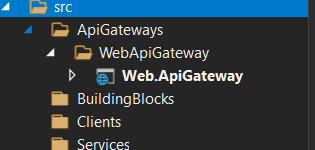 src
ApiGateways
WebApiGateway
Web.ApiGateway
BuildingBlocks
Clients
Services